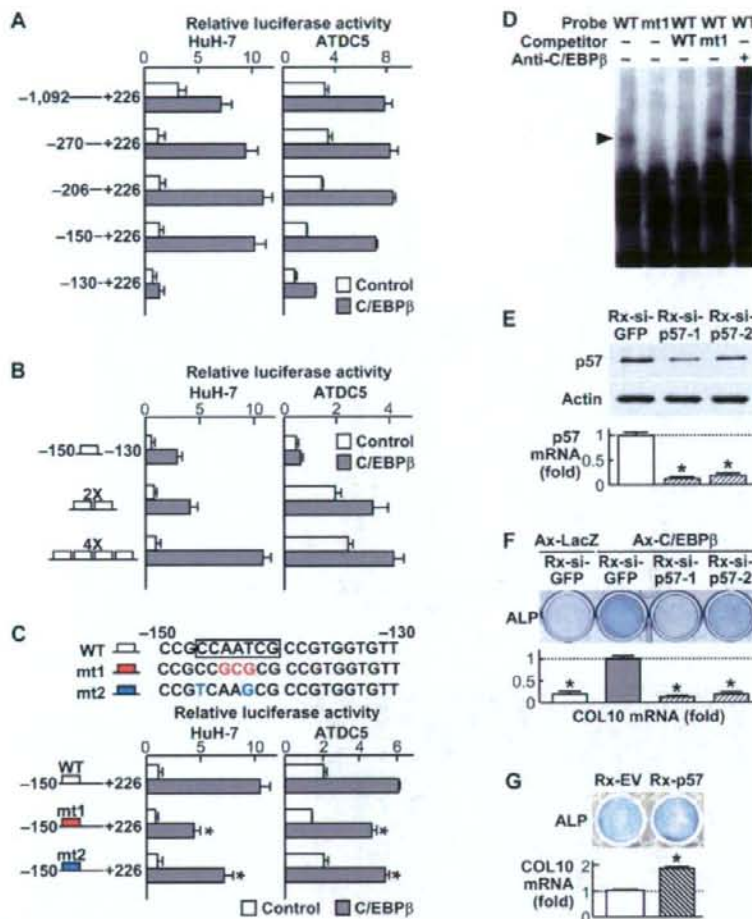 A
Relative luciferase activity
HuH-7
ATDC5
0 5 10
0 4 8
–1,092 +226
–270 +226
–206 +226
–150 +226
–130 +226
Control
C/EBPβ
B
Relative luciferase activity
HuH-7
ATDC5
0 5 10
0 2 4
–150 –130
2X
4X
Control
C/EBPβ
C
–150 –130
WT CCGCCAATCG CCGTGGTGTT
mt1 CCGCCGCGCG CCGTGGTGTT
mt2 CCGTCAAGCG CCGTGGTGTT
Relative luciferase activity
HuH-7
ATDC5
0 5 10
0 2 4 6
WT
–150 +226
mt1
–150 +226 * *
mt2
–150 +226 * *
Control C/EBPβ
D
Probe WT mt1 WT WT WT
Competitor – – WT mt1 –
Anti-C/EBPβ – – – – +
E
Rx-si-GFP Rx-si-p57-1 Rx-si-p57-2
p57
Actin
p57 mRNA (fold)
1
0.5
0
* *
F
Ax-LacZ Ax-C/EBPβ
Rx-si-GFP Rx-si-GFP Rx-si-p57-1 Rx-si-p57-2
ALP
1
0.5
0
* * *
COL10 mRNA (fold)
G
Rx-EV Rx-p57
ALP
COL10 mRNA (fold)
2
1
0
*